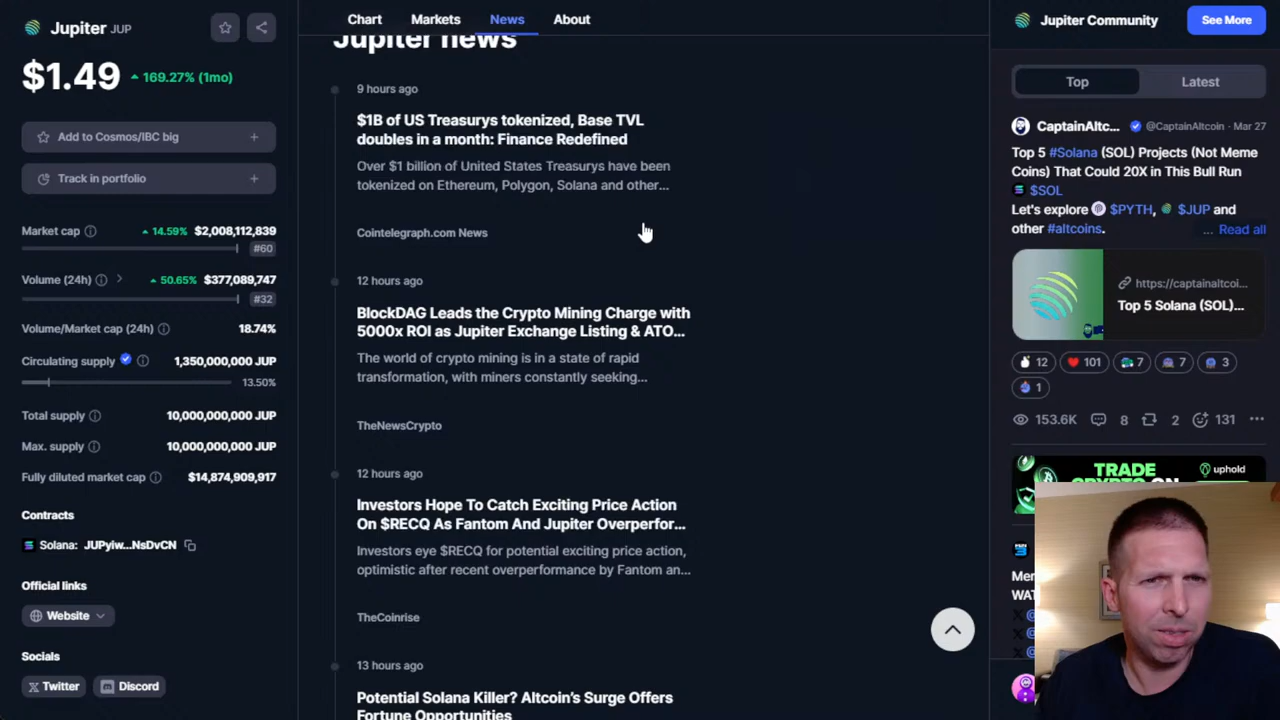 Jupiter JUP
$1.49 169.27% (1mo)
Add to Cosmos/IBC big +
Track in portfolio +
Market cap 14.59% $2,008,112,839
#60
Volume (24h) 50.65% $377,089,747
#32
Volume/Market cap (24h) 18.74%
Circulating supply 1,350,000,000 JUP
13.50%
Total supply 10,000,000,000 JUP
Max. supply 10,000,000,000 JUP
Fully diluted market cap $14,874,909,917
Contracts
Solana: JUPyiw...NsDvCN
Official links
Website
Socials
Twitter Discord
Chart Markets News About
Jupiter news
9 hours ago
$1B of US Treasurys tokenized, Base TVL
doubles in a month: Finance Redefined
Over $1 billion of United States Treasurys have been
tokenized on Ethereum, Polygon, Solana and other...
Cointelegraph.com News
12 hours ago
BlockDAG Leads the Crypto Mining Charge with
5000x ROI as Jupiter Exchange Listing & ATO...
The world of crypto mining is in a state of rapid
transformation, with miners constantly seeking...
TheNewsCrypto
12 hours ago
Investors Hope To Catch Exciting Price Action
On $RECQ As Fantom And Jupiter Overperfor...
Investors eye $RECQ for potential exciting price action,
optimistic after recent overperformance by Fantom an...
TheCoinrise
13 hours ago
Potential Solana Killer? Altcoin's Surge Offers
Fortune Opportunities
Jupiter Community See More
Top Latest
CaptainAltc... @CaptainAltcoin · Mar 27
Top 5 #Solana (SOL) Projects (Not Meme
Coins) That Could 20X in This Bull Run
$SOL
Let's explore $PYTH, $JUP and
other #altcoins. ... Read all
https://captainaltcoi...
Top 5 Solana (SOL)...
12 101 7 7 3
1
153.6K 8 2 131 ...
TRADE
uphold